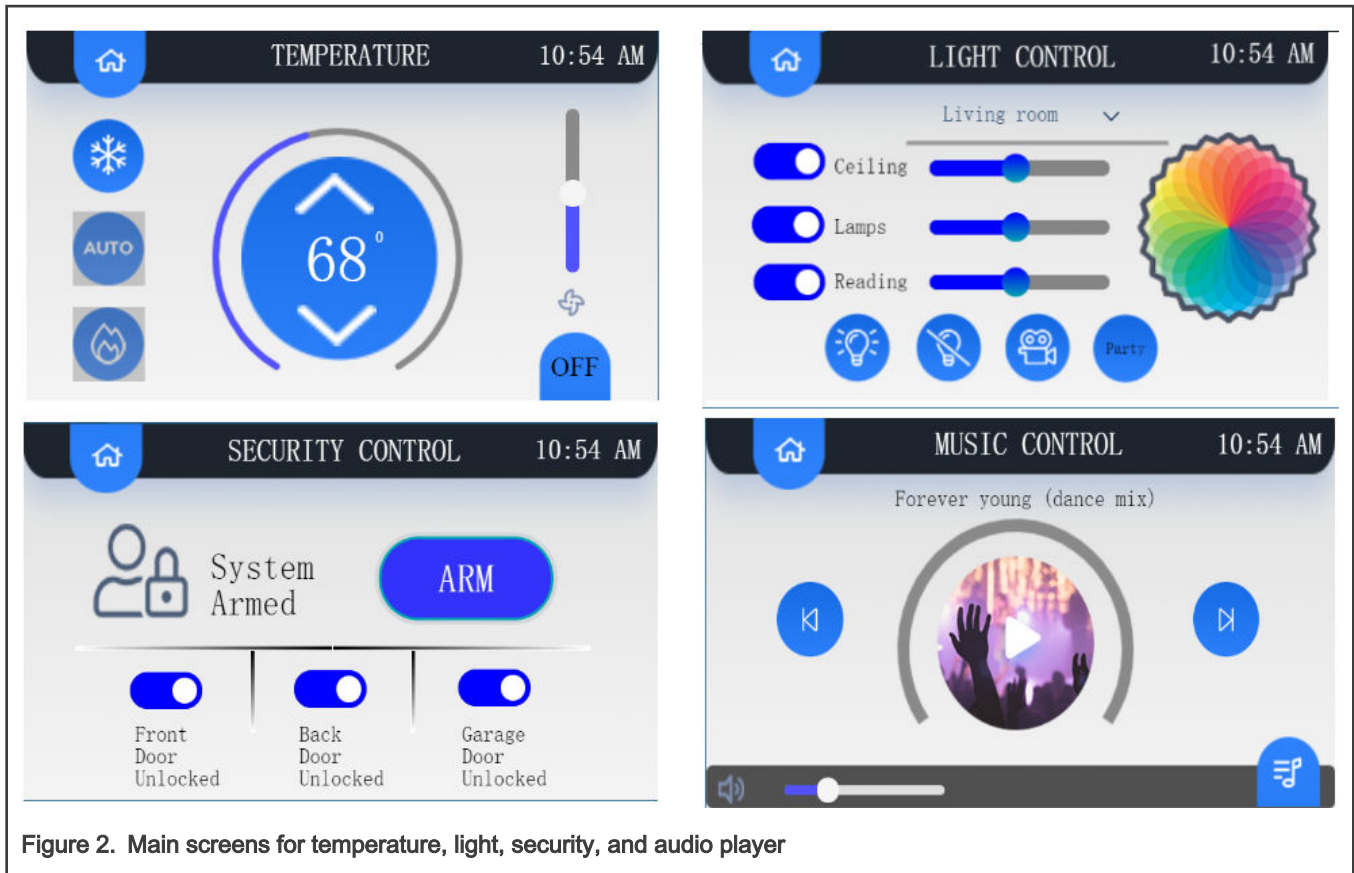 TEMPERATURE 10:54 AM
AUTO
68°
OFF
LIGHT CONTROL 10:54 AM
Living room
Ceiling
Lamps
Reading
Party
SECURITY CONTROL 10:54 AM
System
Armed
ARM
Front
Door
Unlocked
Back
Door
Unlocked
Garage
Door
Unlocked
MUSIC CONTROL 10:54 AM
Forever young (dance mix)
Figure 2. Main screens for temperature, light, security, and audio player